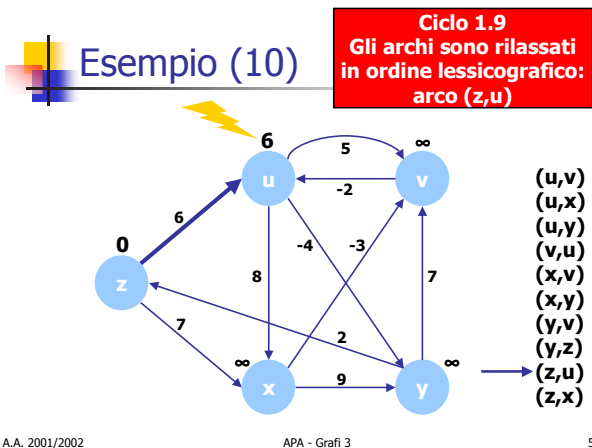 Esempio (10)
Ciclo 1.9
Gli archi sono rilassati
in ordine lessicografico:
arco (z,u)
6
∞
5
u
v
-2
6
-4
-3
0
z
8
7
7
2
∞
∞
x
9
y
(u,v)
(u,x)
(u,y)
(v,u)
(x,v)
(x,y)
(y,v)
(y,z)
(z,u)
(z,x)
A.A. 2001/2002
APA - Grafi 3
5